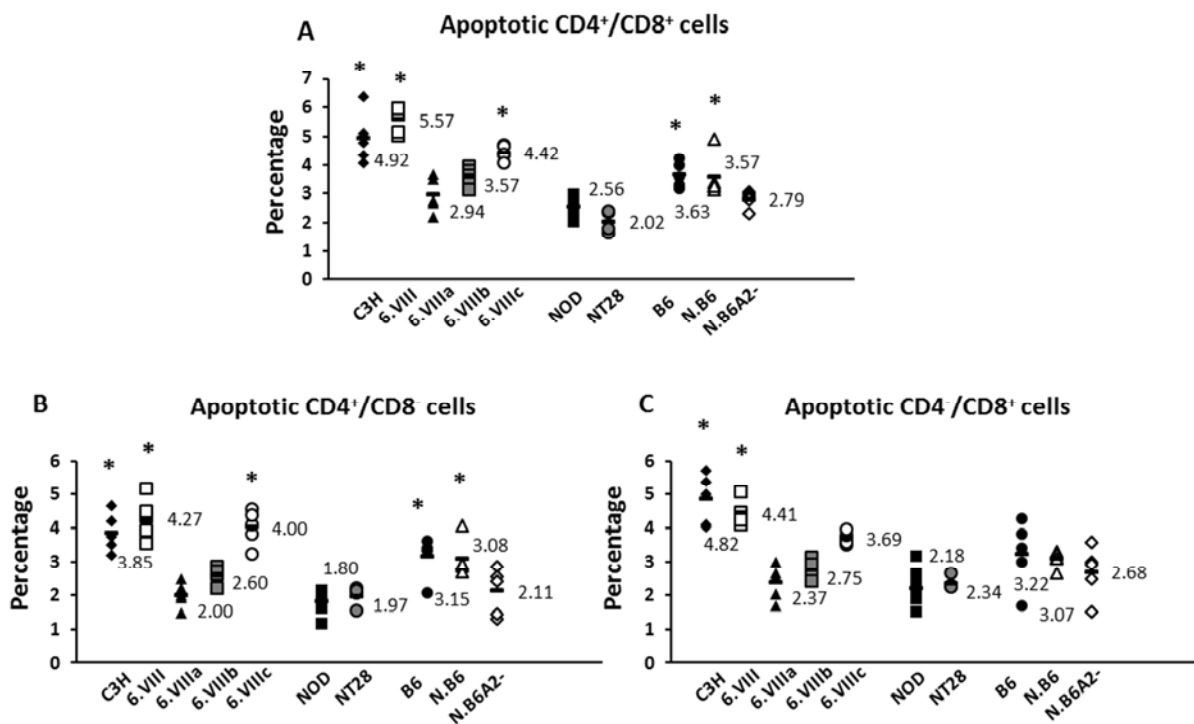 A
Apoptotic CD4⁺/CD8⁺ cells
*
*
*
*
*
Percentage
7
6
5
4
3
2
1
0
4.92
5.57
2.94
3.57
4.42
2.56
2.02
3.63
3.57
2.79
C3H
6.VIII
6.VIIIa
6.VIIIb
6.VIIIc
NOD
NT28
B6
N.B6
N.B6A2-
B
Apoptotic CD4⁺/CD8⁻ cells
*
*
*
*
*
Percentage
6
5
4
3
2
1
0
3.85
4.27
2.00
2.60
4.00
1.80
1.97
3.15
3.08
2.11
C3H
6.VIII
6.VIIIa
6.VIIIb
6.VIIIc
NOD
NT28
B6
N.B6
N.B6A2-
C
Apoptotic CD4⁻/CD8⁺ cells
*
*
Percentage
6
5
4
3
2
1
0
4.82
4.41
2.37
2.75
3.69
2.18
2.34
3.22
3.07
2.68
C3H
6.VIII
6.VIIIa
6.VIIIb
6.VIIIc
NOD
NT28
B6
N.B6
N.B6A2-